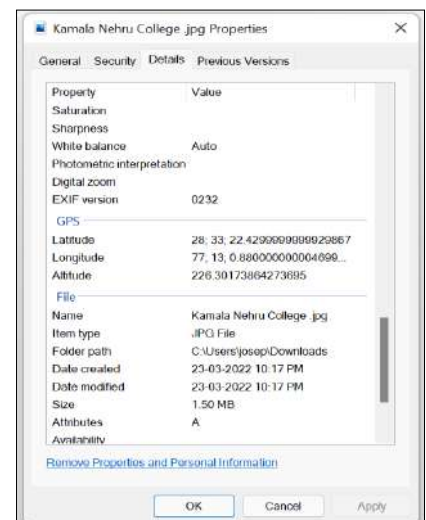 Kamala Nehru College .jpg Properties
General Security Details Previous Versions
Property Value
Saturation
Sharpness
White balance Auto
Photometric interpretation
Digital zoom
EXIF version 0232
GPS
Latitude 28; 33; 22.4299999999929867
Longitude 77; 13; 0.880000000004699...
Altitude 226.30173864273695
File
Name Kamala Nehru College .jpg
Item type JPG File
Folder path C:\Users\josep\Downloads
Date created 23-03-2022 10:17 PM
Date modified 23-03-2022 10:17 PM
Size 1.50 MB
Attributes A
Availability
Remove Properties and Personal Information
OK Cancel Apply